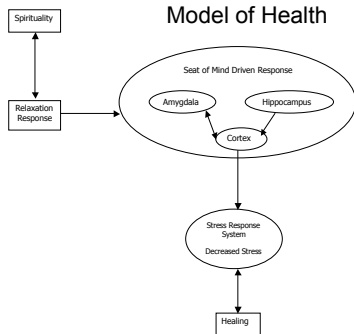 Model of Health
Spirituality
Seat of Mind Driven Response
Amygdala
Hippocampus
Relaxation
Response
Cortex
Stress Response
System
Decreased Stress
Healing